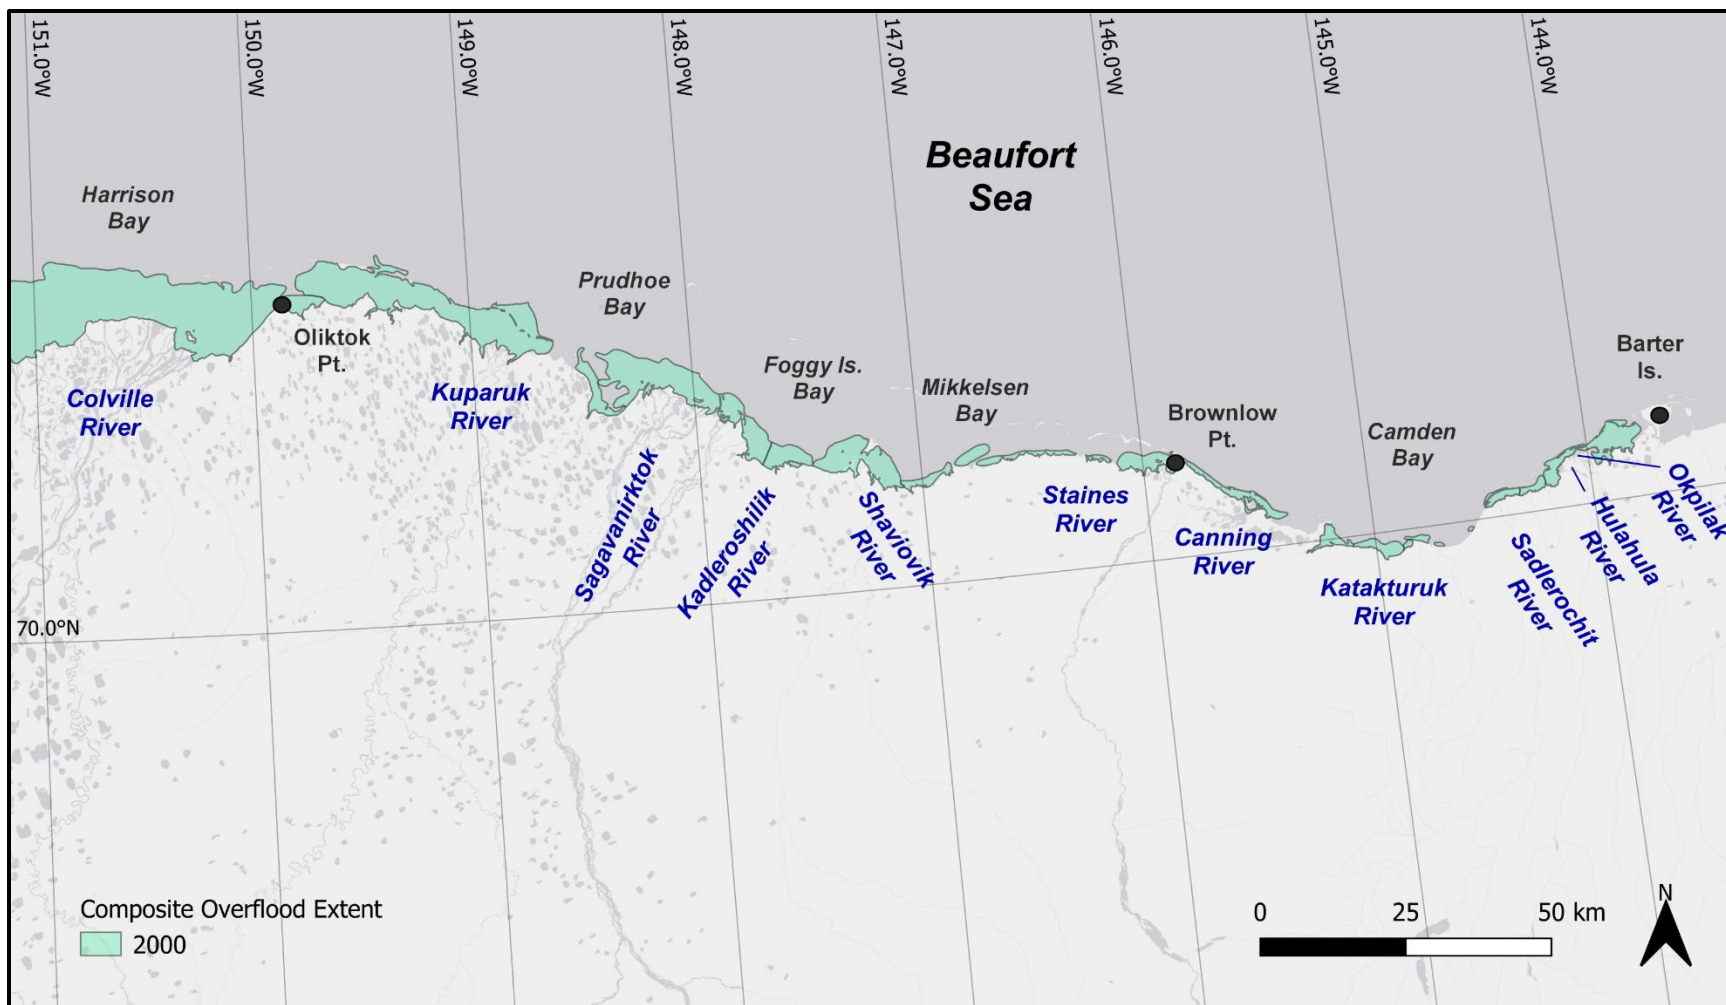 151.0°W
150.0°W
149.0°W
148.0°W
147.0°W
146.0°W
145.0°W
144.0°W
Beaufort
Sea
Harrison
Bay
Prudhoe
Bay
Foggy Is.
Bay
Mikkelsen
Bay
Camden
Bay
Barter
Is.
Oliktok
Pt.
Brownlow
Pt.
Colville
River
Kuparuk
River
Sagavanirktok
River
Kadleroshilik
River
Shaviovik
River
Staines
River
Canning
River
Katakturuk
River
Sadlerochit
River
Hulahula
River
Okpilak
River
70.0°N
Composite Overflood Extent
2000
0 25 50 km
N